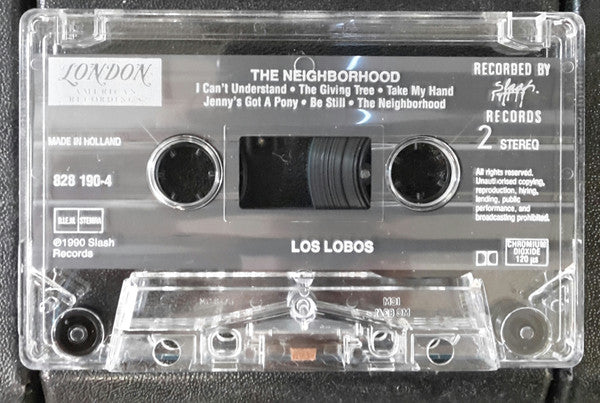 LONDON
AMERICAN
RECORDINGS
THE NEIGHBORHOOD
I Can't Understand • The Giving Tree • Take My Hand
Jenny's Got A Pony • Be Still • The Neighborhood
RECORDED BY
slash
RECORDS
2 STEREO
MADE IN HOLLAND
828 190-4
All rights reserved.
Unauthorised copying,
reproduction, hiring,
lending, public
performance, and
broadcasting prohibited.
B.I.E.M. STEMRA
℗1990 Slash
Records
LOS LOBOS
CHROMIUM
DIOXIDE
120 µs